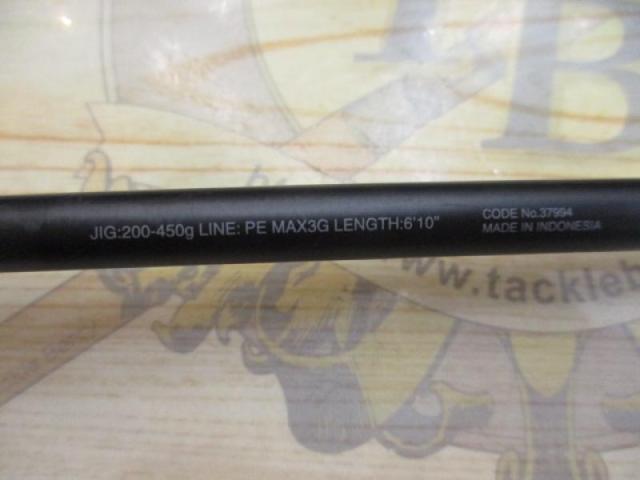 JIG:200-450g LINE: PE MAX3G LENGTH:6'10"
CODE No.37994
MADE IN INDONESIA
www.tackleb
B